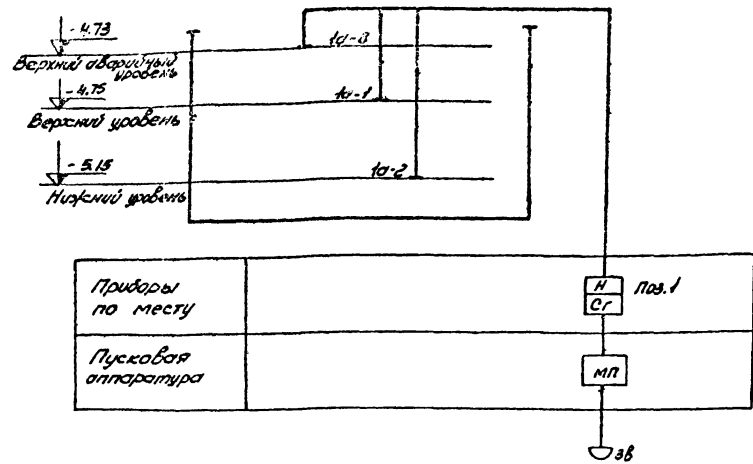 - 4.73
Верхний аварийный
уровень
1а-3
- 4.75
Верхний уровень
1а-1
- 5.15
Нижний уровень
1а-2
Приборы
по месту
Н
Сг
Поз. 1
Пусковая
аппаратура
МП
Зв